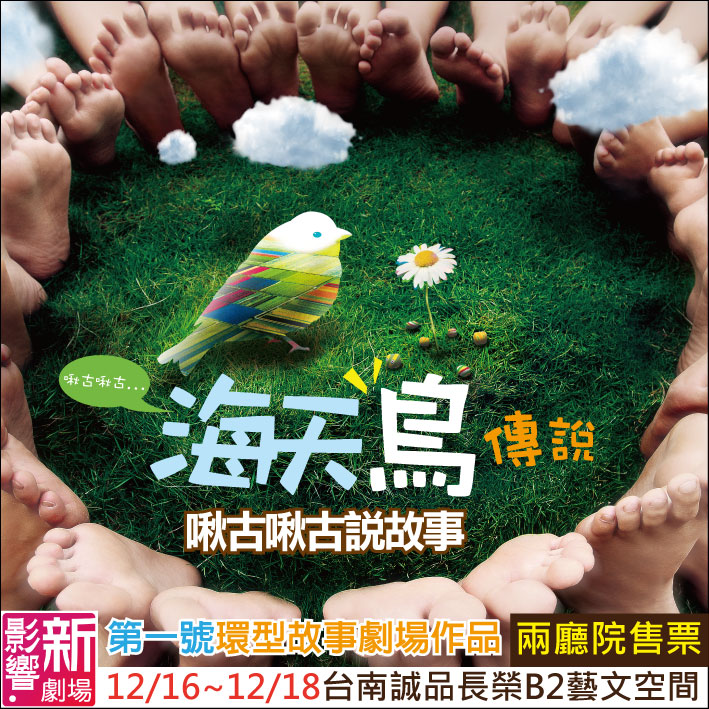 啾古啾古...
海天鳥傳說
啾古啾古説故事
影響・新劇場
第一號環型故事劇場作品 兩廳院售票
12/16~12/18台南誠品長榮B2藝文空間